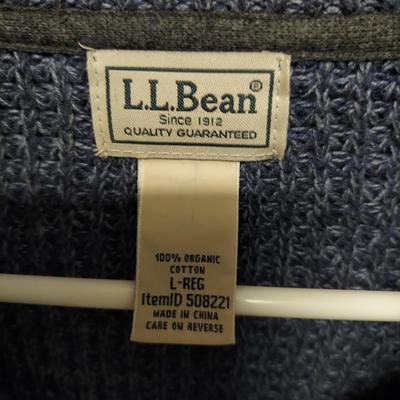 L.L.Bean®
Since 1912
QUALITY GUARANTEED
100% ORGANIC
COTTON
L-REG
ItemID 508221
MADE IN CHINA
CARE ON REVERSE